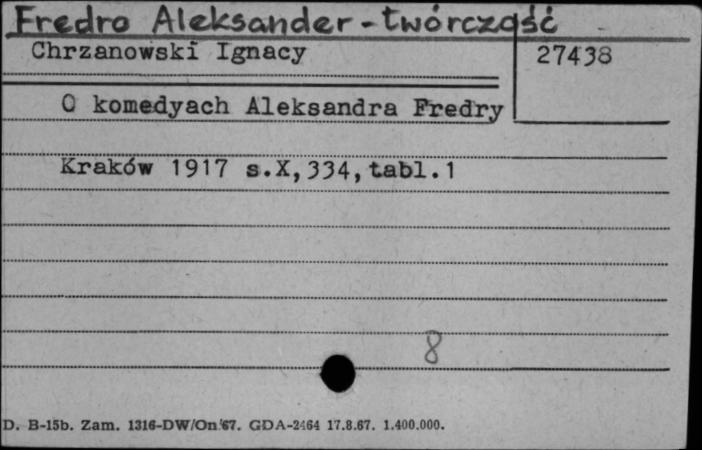 Fredro Aleksander - twórczość
Chrzanowski Ignacy
27438
O komedyach Aleksandra Fredry
Kraków 1917 s.X,334,tabl.1
8
D. B-15b. Zam. 1316-DW/On/67. GDA-2464 17.8.67. 1.400.000.